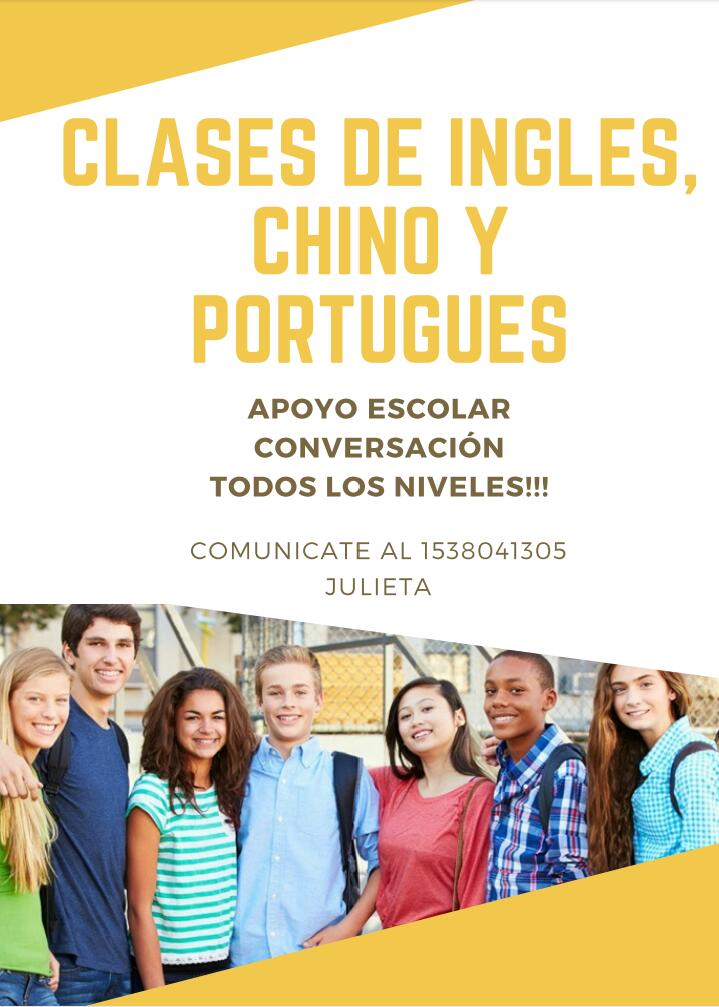 CLASES DE INGLES,
CHINO Y
PORTUGUES
APOYO ESCOLAR
CONVERSACIÓN
TODOS LOS NIVELES!!!
COMUNICATE AL 1538041305
JULIETA